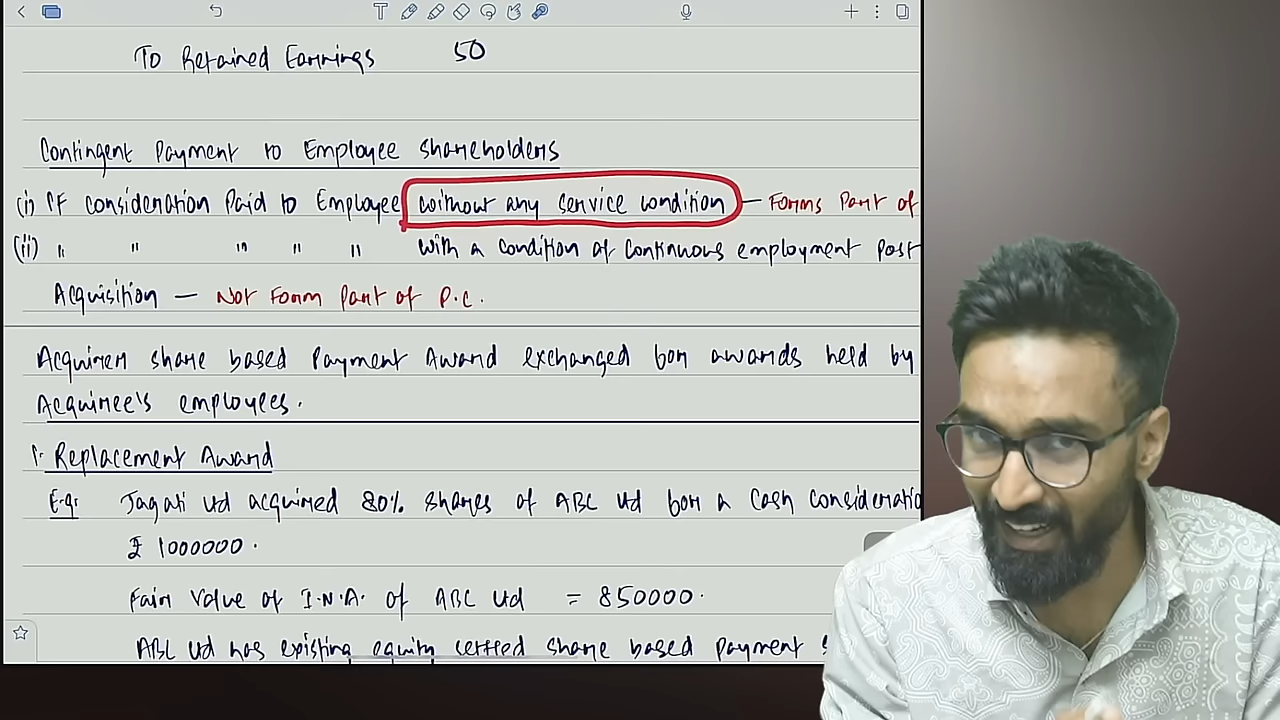 To Retained Earnings 50
Contingent Payment to Employee shareholders
(i) If consideration Paid to Employee without any service condition — Forms Part of
(ii) " " " " " with a condition of continuous employment post
Acquisition — Not Form Part of P.C.
Acquirer share based Payment Award exchanged for awards held by
Acquiree's employees.
1. Replacement Award
E.g: Jagati Ltd acquired 80% shares of ABC Ltd for a Cash consideratio
₹ 1000000.
Fair Value of I.N.A. of ABC Ltd = 850000.
ABC Ltd has existing equity settled share based payment s